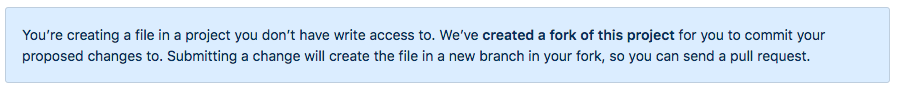 You’re creating a file in a project you don’t have write access to. We’ve created a fork of this project for you to commit your
proposed changes to. Submitting a change will create the file in a new branch in your fork, so you can send a pull request.